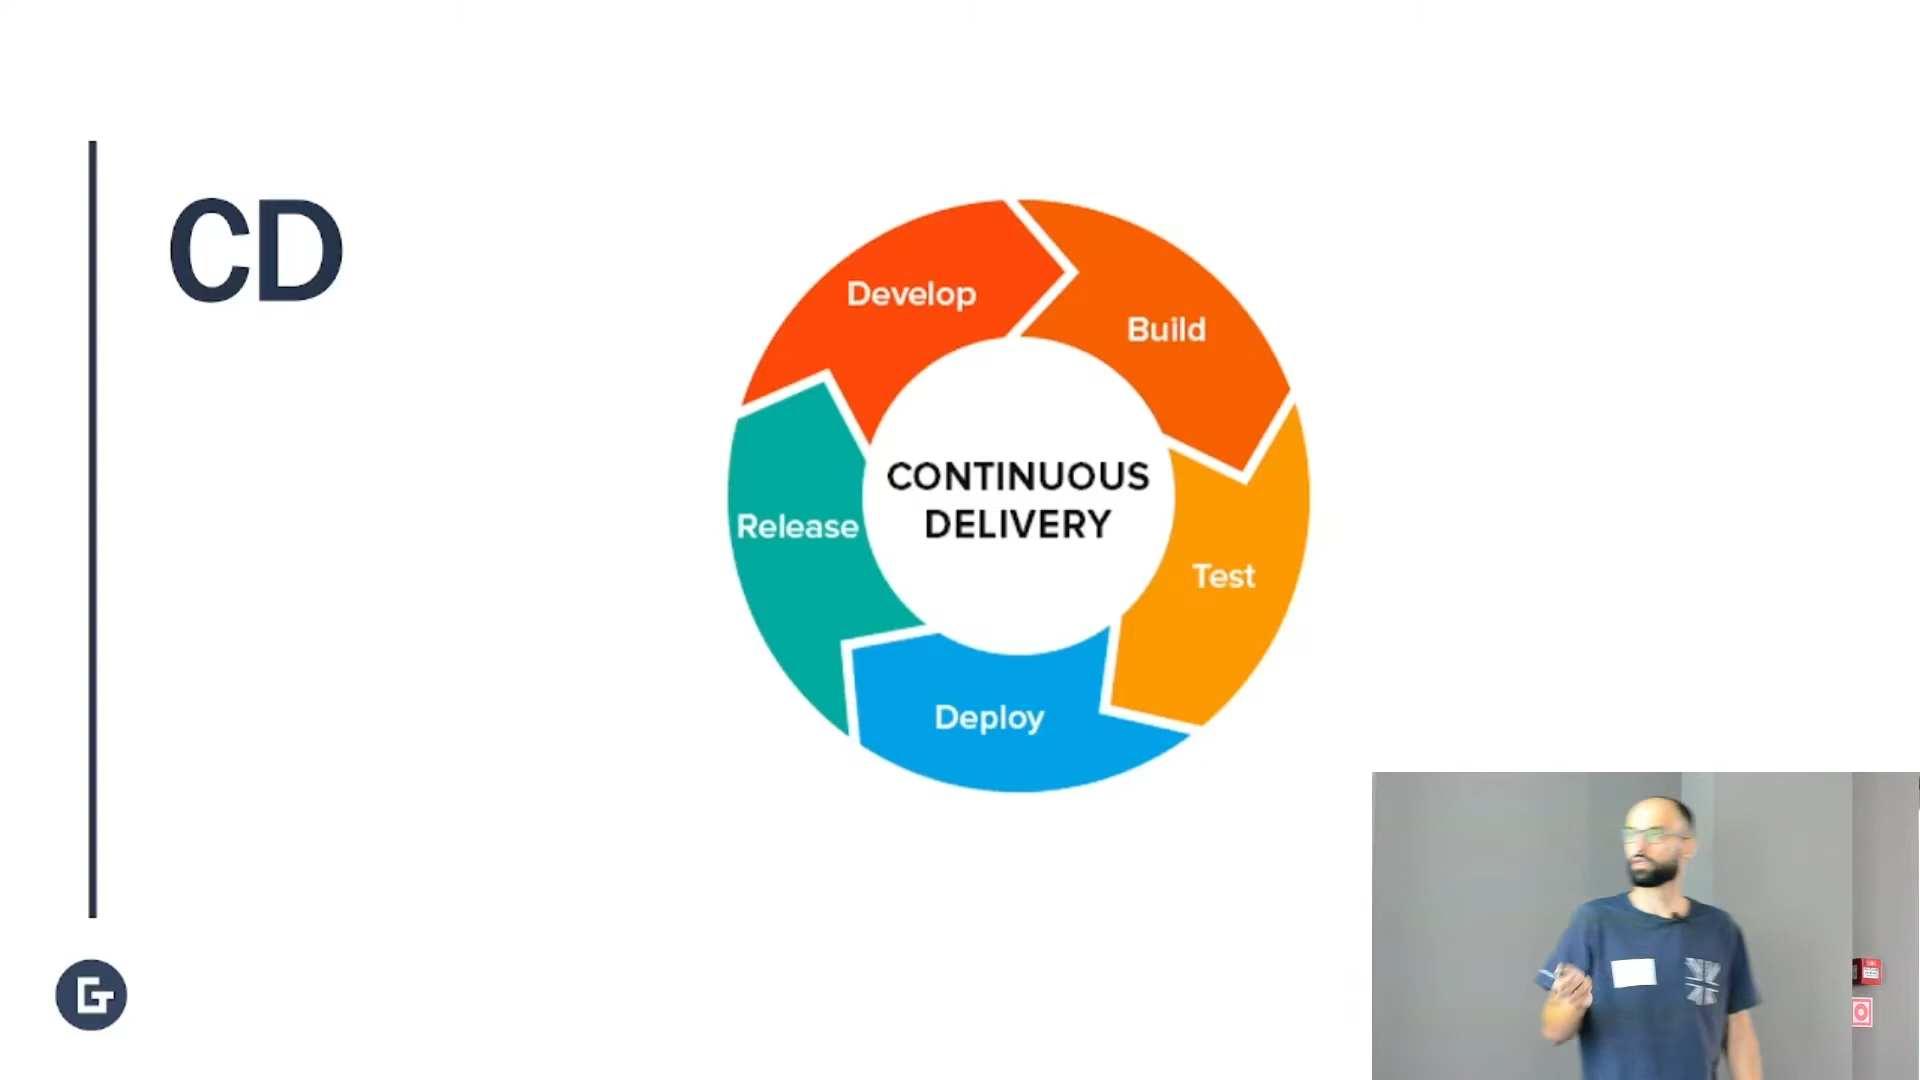 CD
Develop
Build
CONTINUOUS
DELIVERY
Release
Test
Deploy